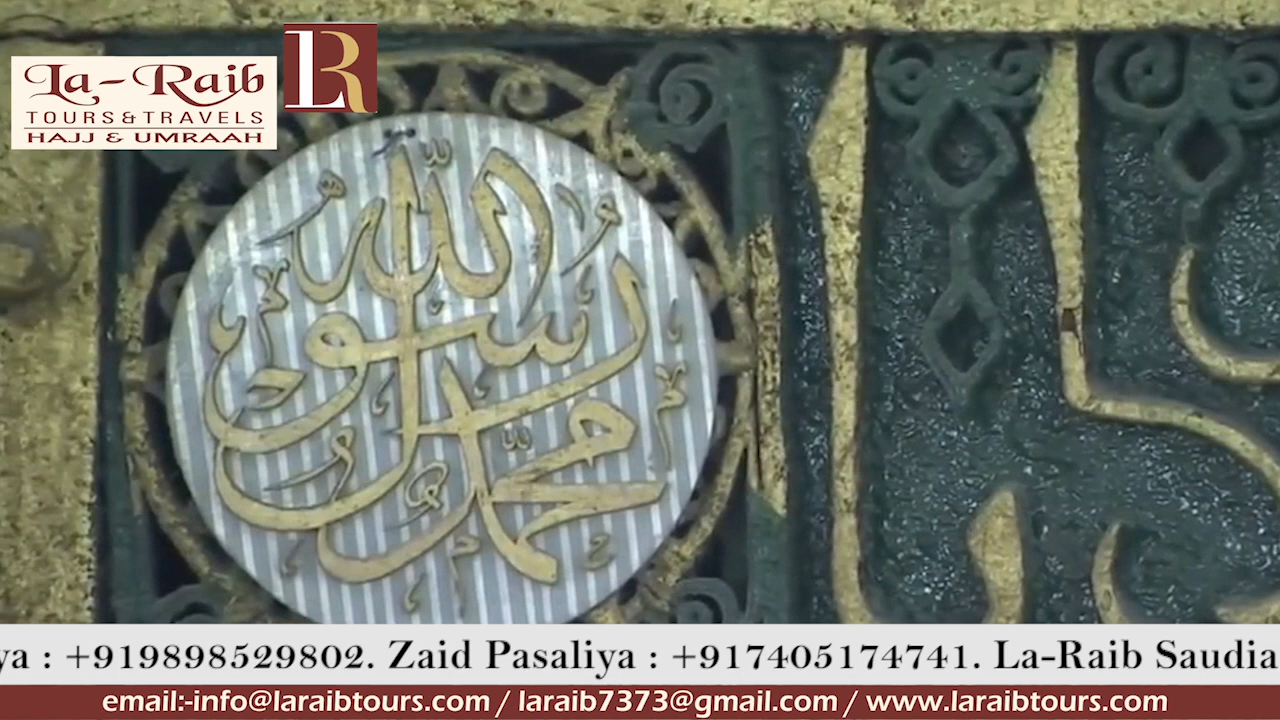 La-Raib
TOURS & TRAVELS
HAJJ & UMRAAH
LR
محمد رسول الله
ya : +919898529802. Zaid Pasaliya : +917405174741. La-Raib Saudia
email:-info@laraibtours.com / laraib7373@gmail.com / www.laraibtours.com